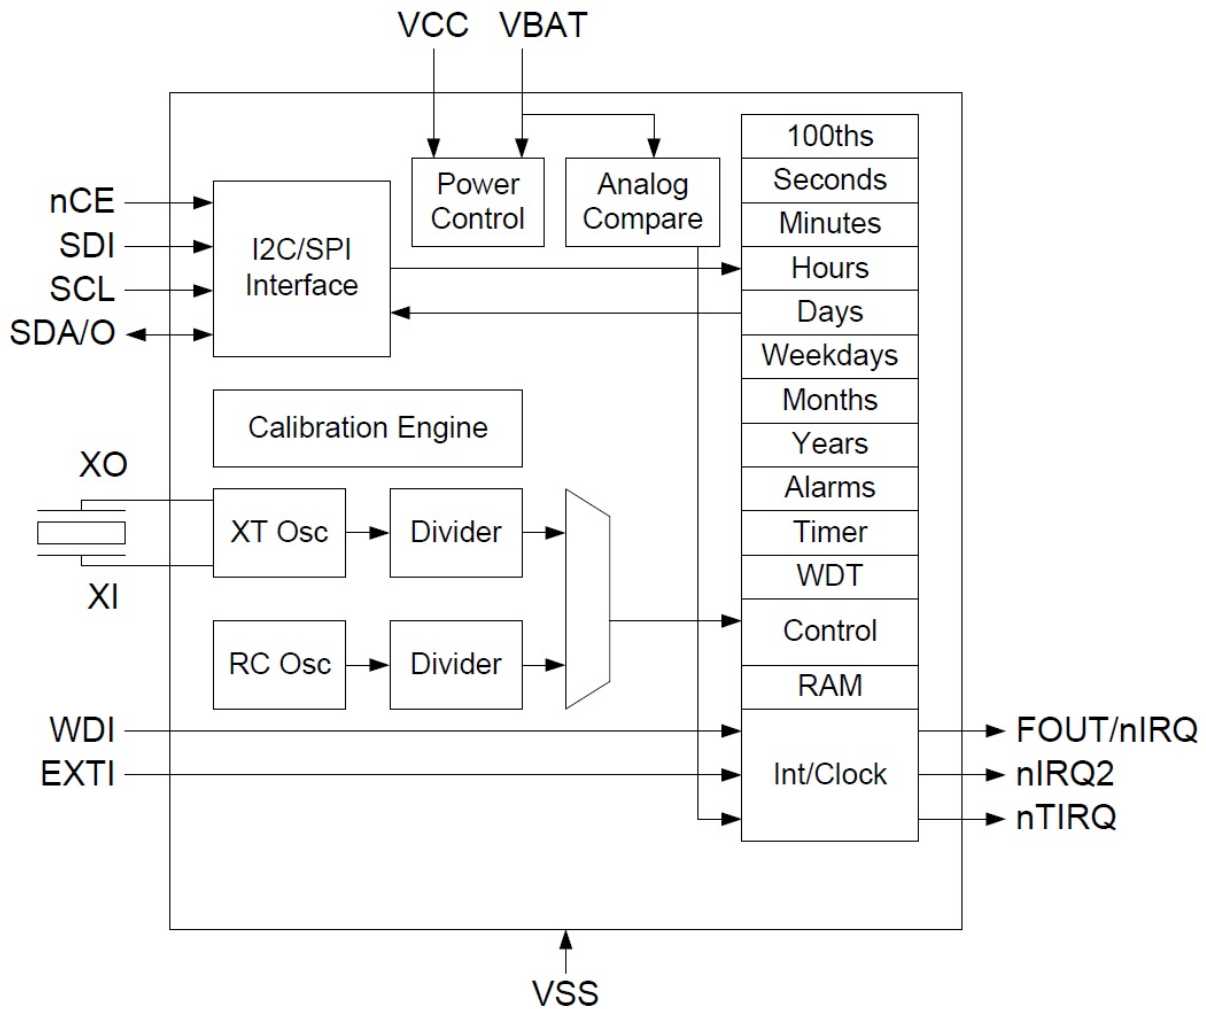 VCC VBAT
100ths
Power
Control
Analog
Compare
Seconds
Minutes
Hours
Days
Weekdays
Months
Years
Alarms
Timer
WDT
Control
RAM
Int/Clock
nCE
SDI
SCL
SDA/O
I2C/SPI
Interface
Calibration Engine
XO
XI
XT Osc
Divider
RC Osc
Divider
WDI
EXTI
FOUT/nIRQ
nIRQ2
nTIRQ
VSS